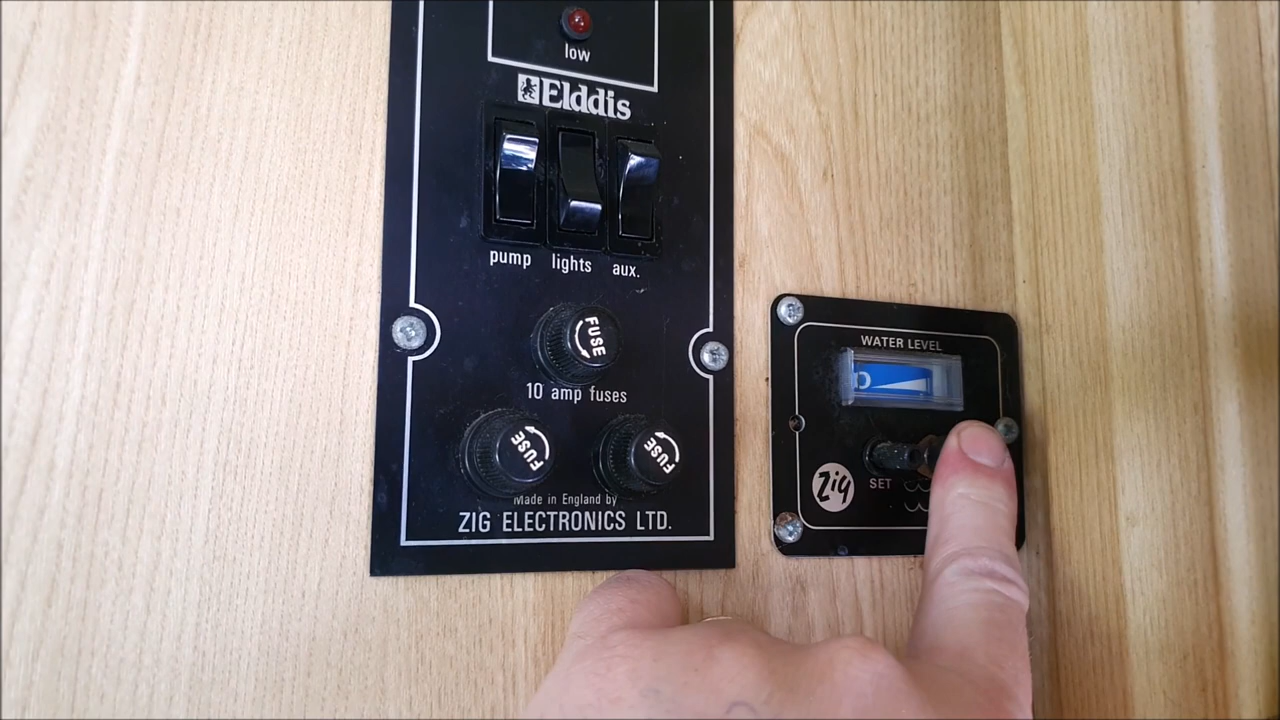 low
Elddis
pump lights aux.
FUSE
10 amp fuses
FUSE FUSE
Made in England by
ZIG ELECTRONICS LTD.
WATER LEVEL
0
Zig
SET